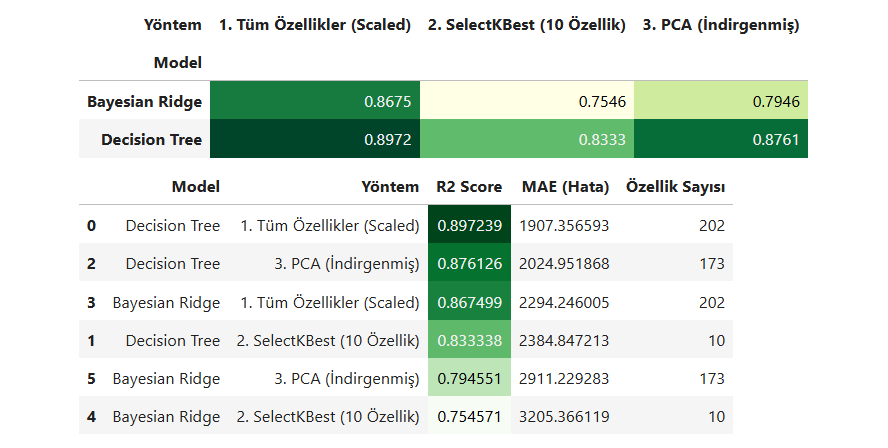 Yöntem 1. Tüm Özellikler (Scaled) 2. SelectKBest (10 Özellik) 3. PCA (İndirgenmiş)
Model
Bayesian Ridge 0.8675 0.7546 0.7946
Decision Tree 0.8972 0.8333 0.8761
Model Yöntem R2 Score MAE (Hata) Özellik Sayısı
0 Decision Tree 1. Tüm Özellikler (Scaled) 0.897239 1907.356593 202
2 Decision Tree 3. PCA (İndirgenmiş) 0.876126 2024.951868 173
3 Bayesian Ridge 1. Tüm Özellikler (Scaled) 0.867499 2294.246005 202
1 Decision Tree 2. SelectKBest (10 Özellik) 0.833338 2384.847213 10
5 Bayesian Ridge 3. PCA (İndirgenmiş) 0.794551 2911.229283 173
4 Bayesian Ridge 2. SelectKBest (10 Özellik) 0.754571 3205.366119 10